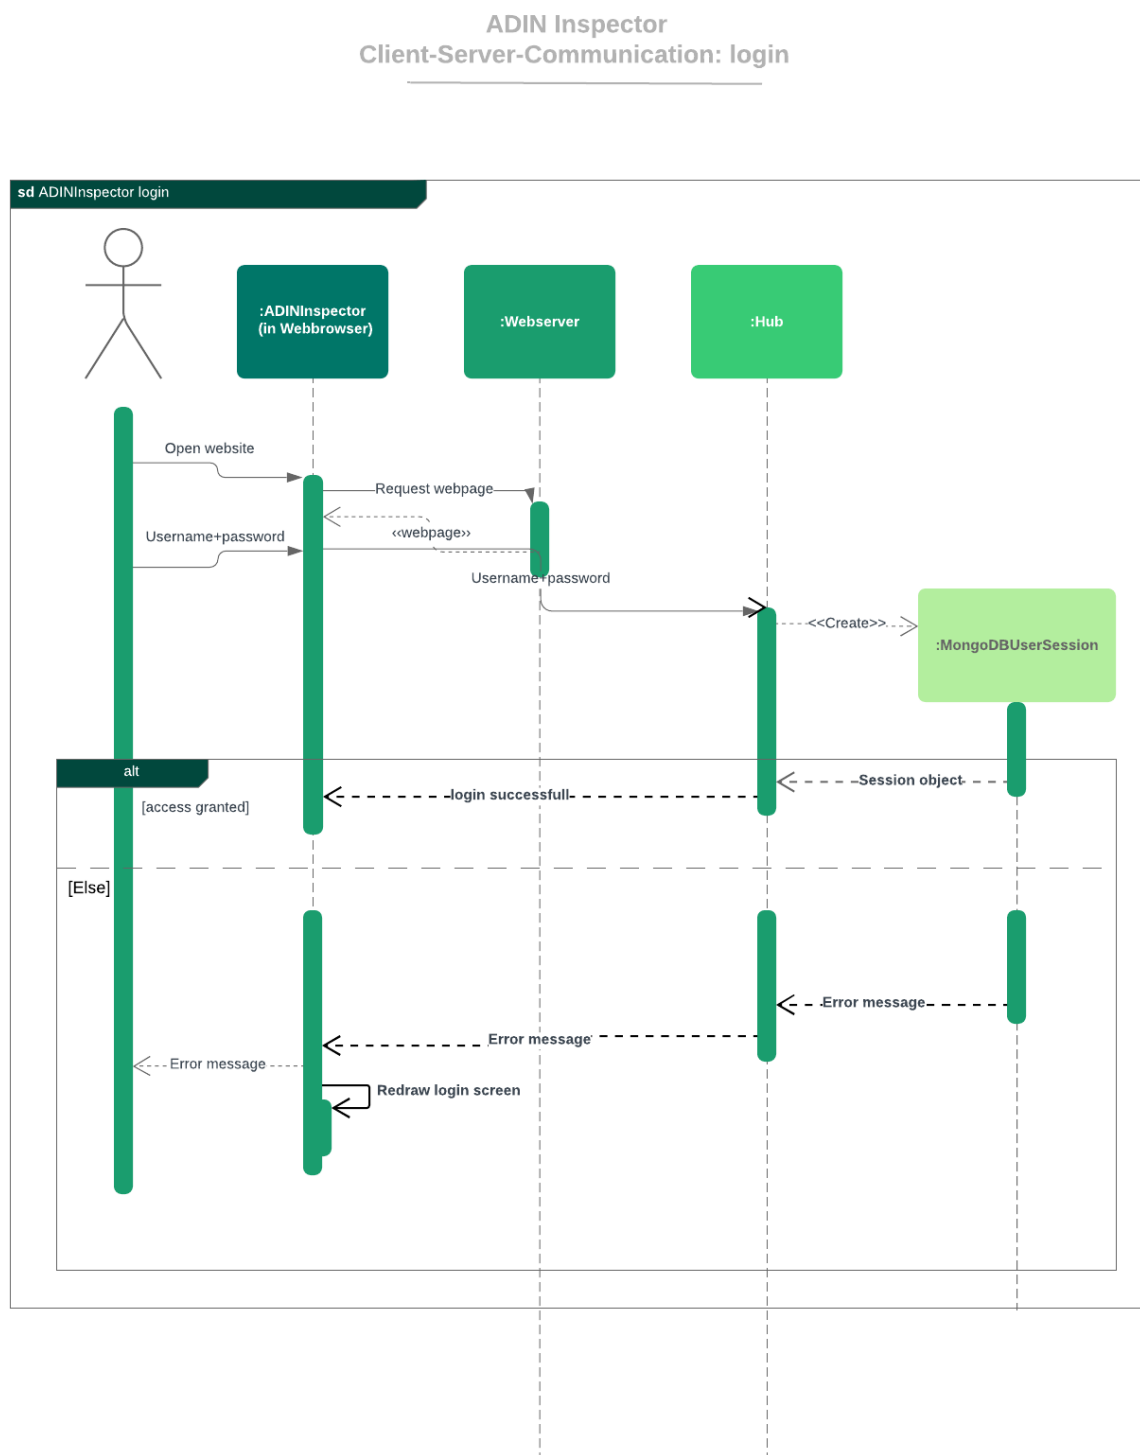 ADIN Inspector
Client-Server-Communication: login
sd ADINInspector login
:ADINInspector
(in Webbrowser)
:Webserver
:Hub
Open website
Request webpage
‹‹webpage››
Username+password
Username+password
<<Create>>
:MongoDBUserSession
alt
[access granted]
Session object
login successfull
[Else]
Error message
Error message
Error message
Redraw login screen